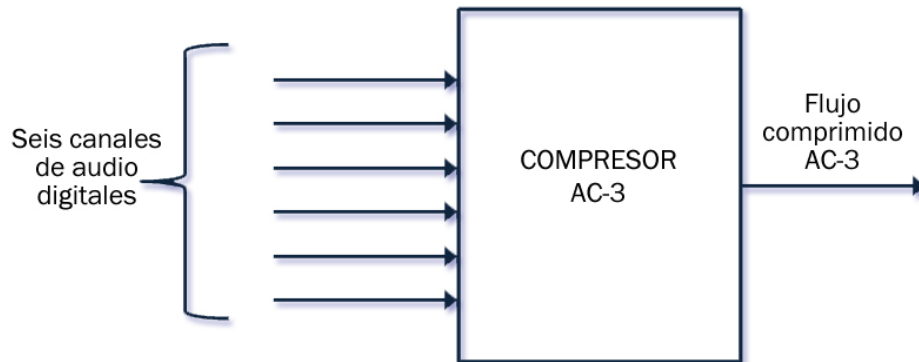 Seis canales
de audio
digitales
COMPRESOR
AC-3
Flujo
comprimido
AC-3